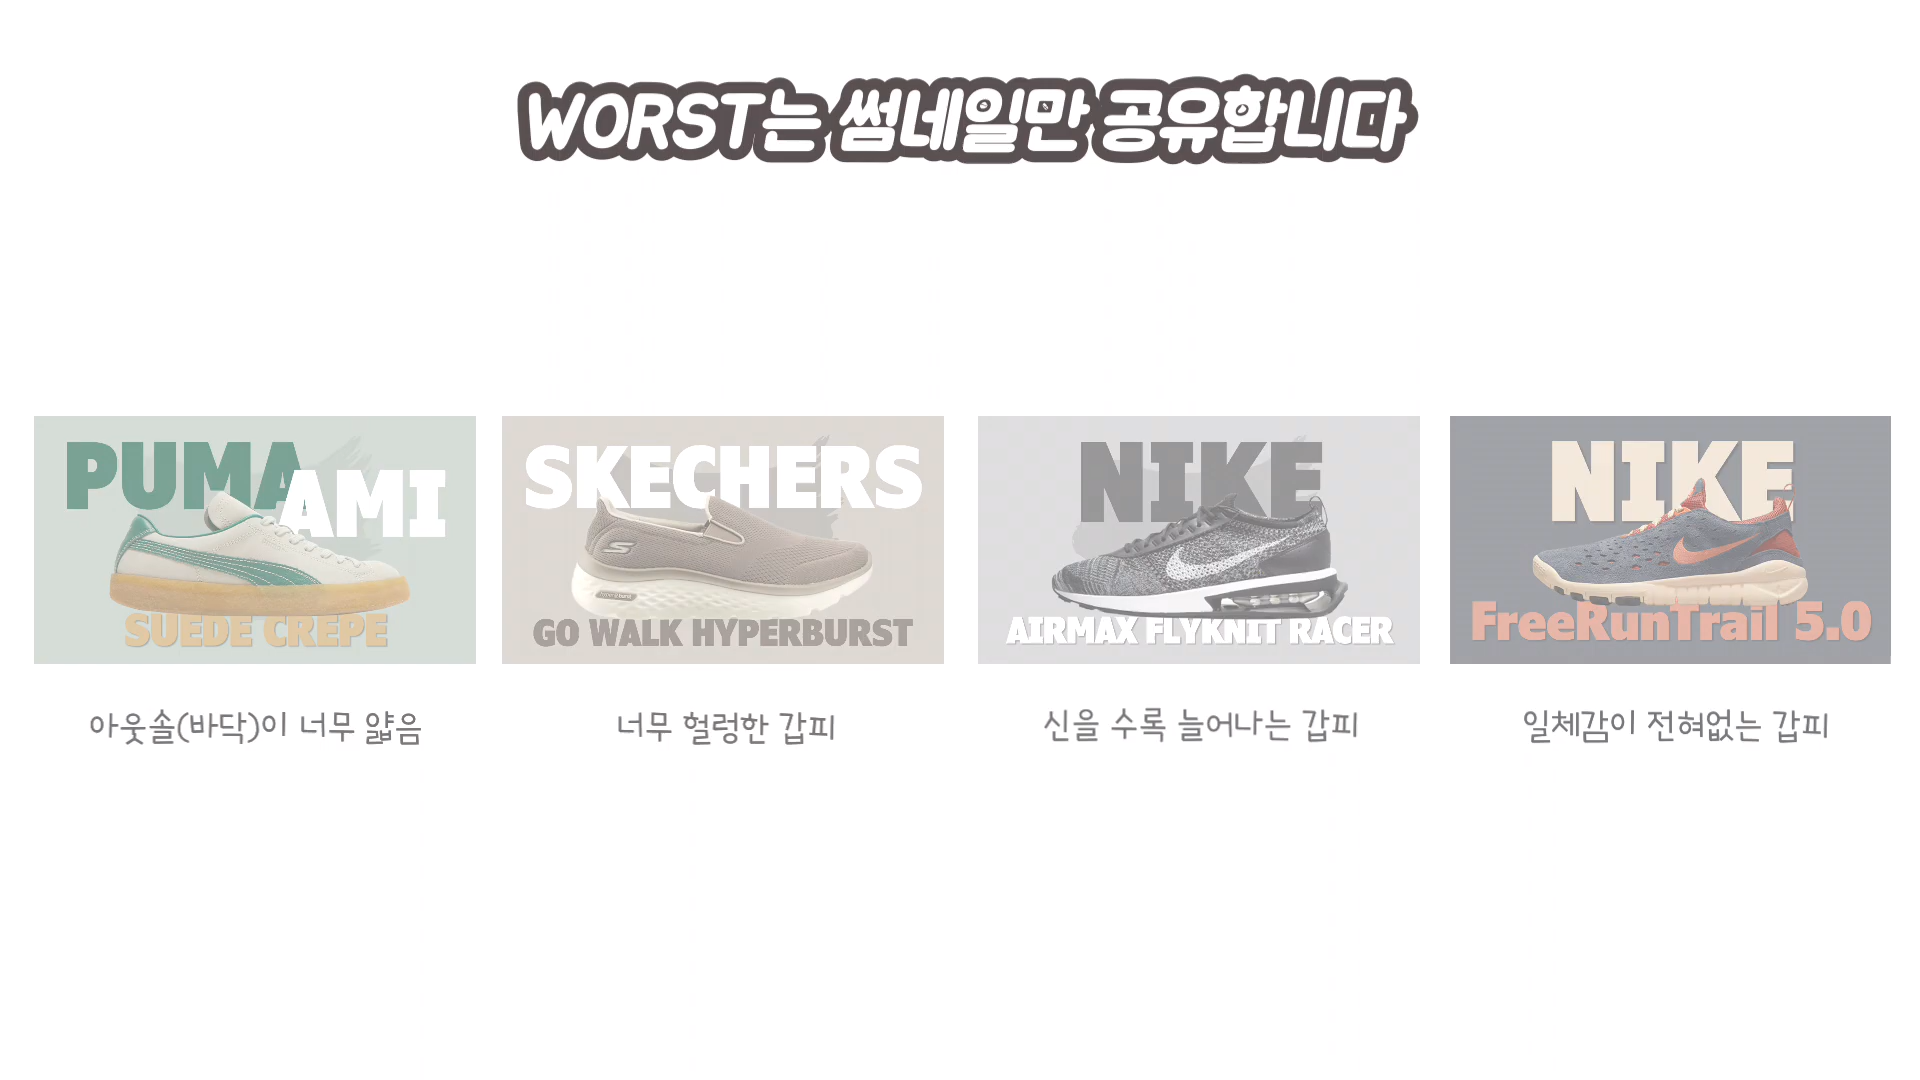 WORST는 썸네일만 공유합니다
PUMA
AMI
SUEDE CREPE
아웃솔(바닥)이 너무 얇음
SKECHERS
GO WALK HYPERBURST
너무 헐렁한 갑피
NIKE
AIRMAX FLYKNIT RACER
신을 수록 늘어나는 갑피
NIKE
FreeRunTrail 5.0
일체감이 전혀없는 갑피